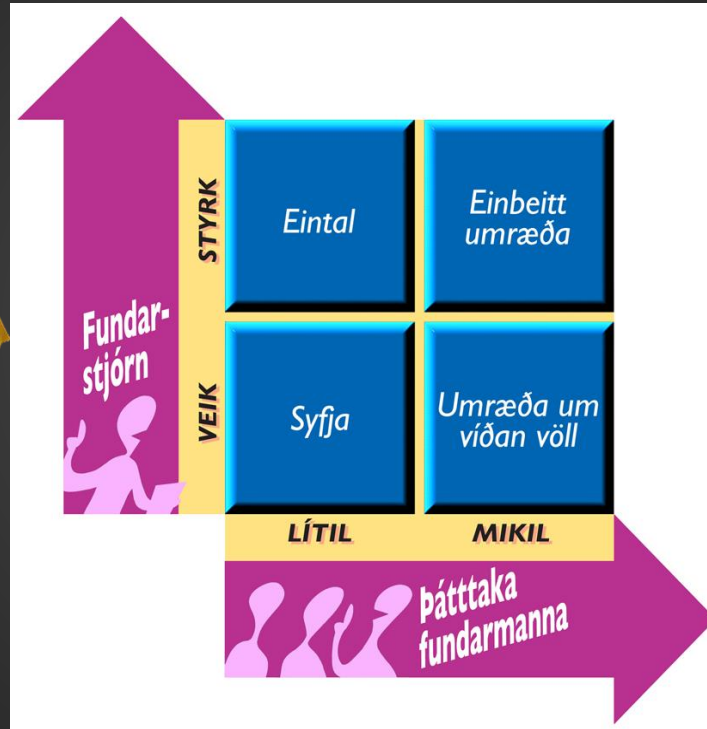 STYRK
Eintal
Einbeitt
umræða
Fundar-
stjórn
VEIK
Syfja
Umræða um
víðan völl
LÍTIL
MIKIL
Þátttaka
fundarmanna